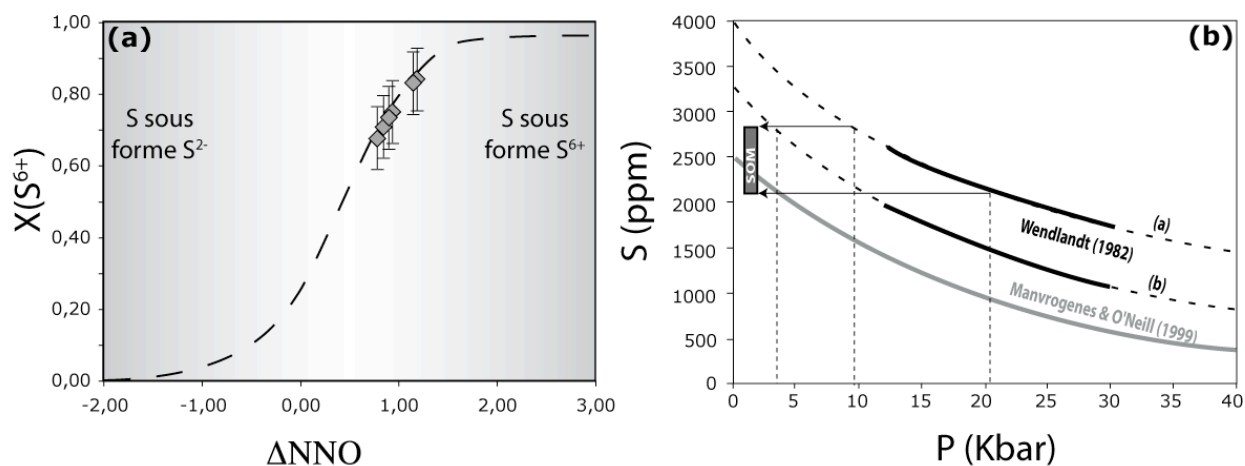 (a)
1,00
0,80
0,60
0,40
0,20
0,00
X(S6+)
S sous
forme S2-
S sous
forme S6+
-2,00
-1,00
0,00
1,00
2,00
3,00
ΔNNO
(b)
4000
3500
3000
2500
2000
1500
1000
500
0
S (ppm)
SOM
(a)
Wendlandt (1982)
(b)
Manvrogenes & O'Neill (1999)
0
5
10
15
20
25
30
35
40
P (Kbar)